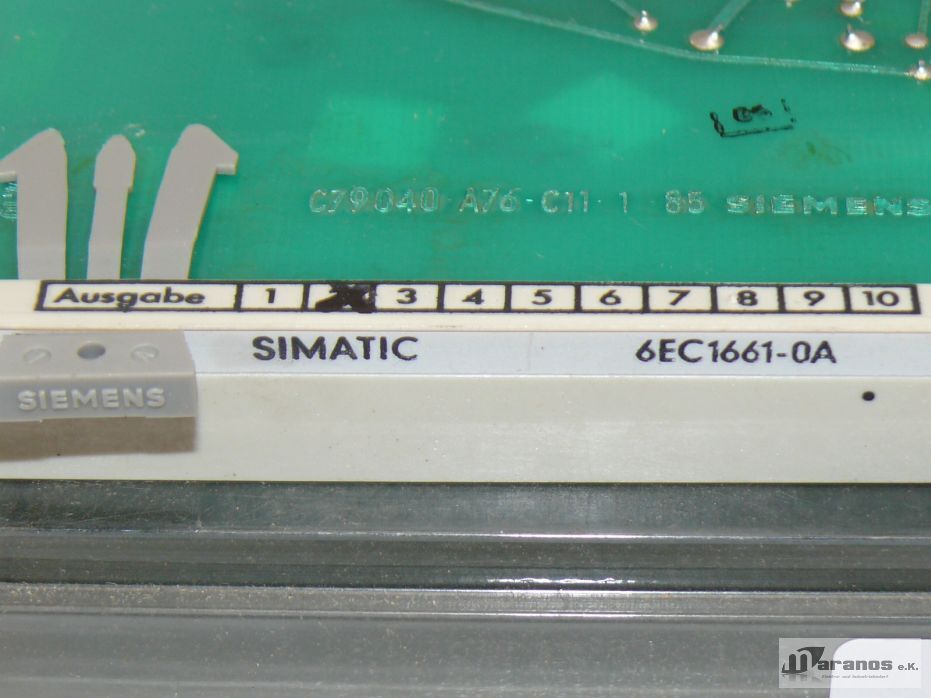 C79040-A76-C11-1 85 SIEMENS
Ausgabe 1 3 4 5 6 7 8 9 10
SIMATIC 6EC1661-0A
SIEMENS
Maranos e.K.